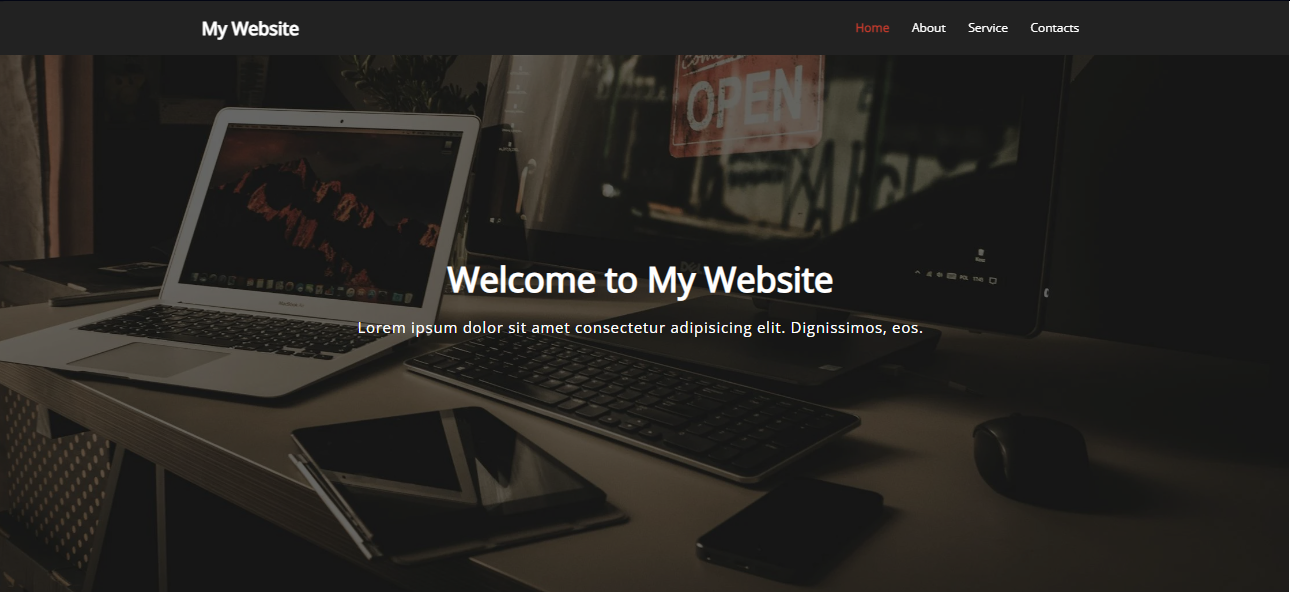 My Website
Home About Service Contacts
OPEN
Welcome to My Website
Lorem ipsum dolor sit amet consectetur adipisicing elit. Dignissimos, eos.